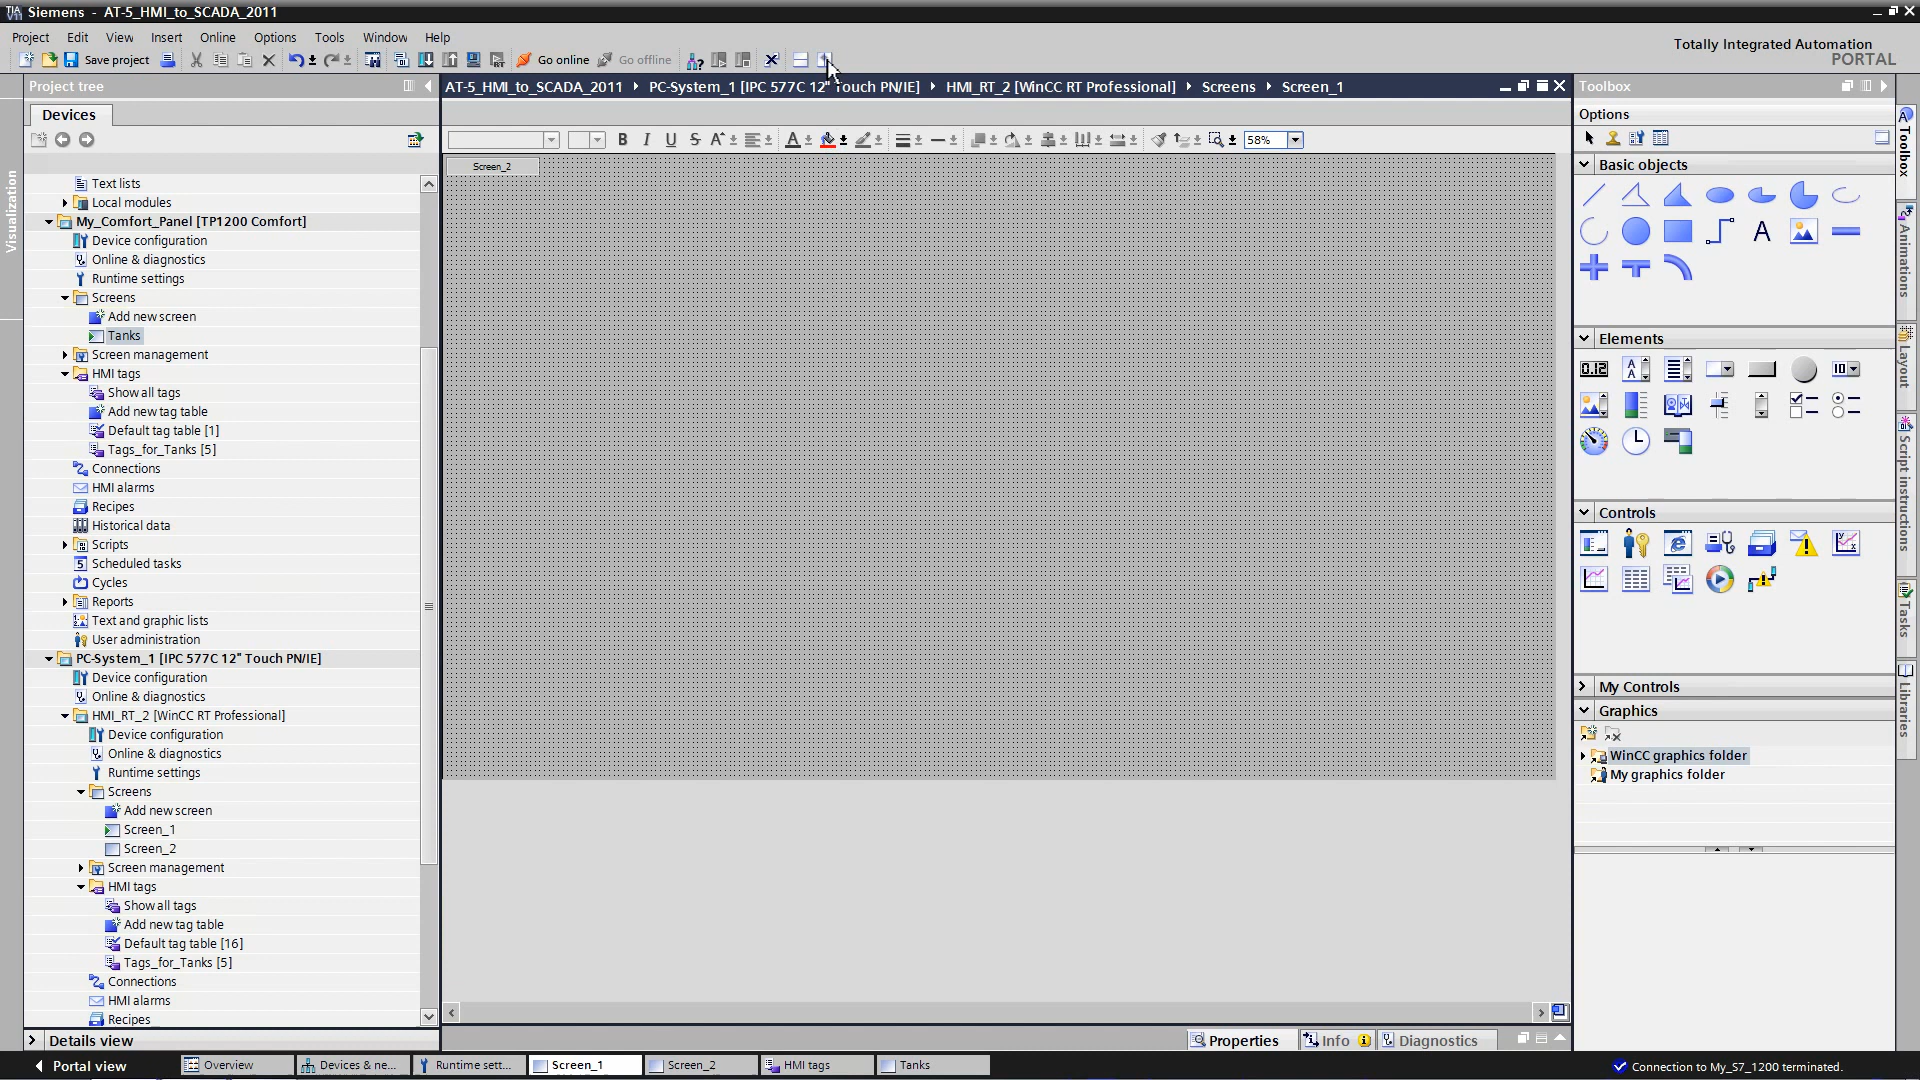 Siemens - AT-5_HMI_to_SCADA_2011
Project Edit View Insert Online Options Tools Window Help
Totally Integrated Automation
PORTAL
Save project Go online Go offline
Project tree
AT-5_HMI_to_SCADA_2011 PC-System_1 [IPC 577C 12" Touch PN/IE] HMI_RT_2 [WinCC RT Professional] Screens Screen_1
Toolbox
Devices
Options
58%
Screen_2
Visualization
Text lists
Local modules
My_Comfort_Panel [TP1200 Comfort]
Device configuration
Online & diagnostics
Runtime settings
Screens
Add new screen
Tanks
Screen management
HMI tags
Show all tags
Add new tag table
Default tag table [1]
Tags_for_Tanks [5]
Connections
HMI alarms
Recipes
Historical data
Scripts
Scheduled tasks
Cycles
Reports
Text and graphic lists
User administration
PC-System_1 [IPC 577C 12" Touch PN/IE]
Device configuration
Online & diagnostics
HMI_RT_2 [WinCC RT Professional]
Device configuration
Online & diagnostics
Runtime settings
Screens
Add new screen
Screen_1
Screen_2
Screen management
HMI tags
Show all tags
Add new tag table
Default tag table [16]
Tags_for_Tanks [5]
Connections
HMI alarms
Recipes
Details view
Basic objects
Elements
Controls
My Controls
Graphics
WinCC graphics folder
My graphics folder
Toolbox
Animations
Layout
Script instructions
Tasks
Libraries
Properties Info Diagnostics
Portal view Overview Devices & ne... Runtime sett... Screen_1 Screen_2 HMI tags Tanks
Connection to My_S7_1200 terminated.